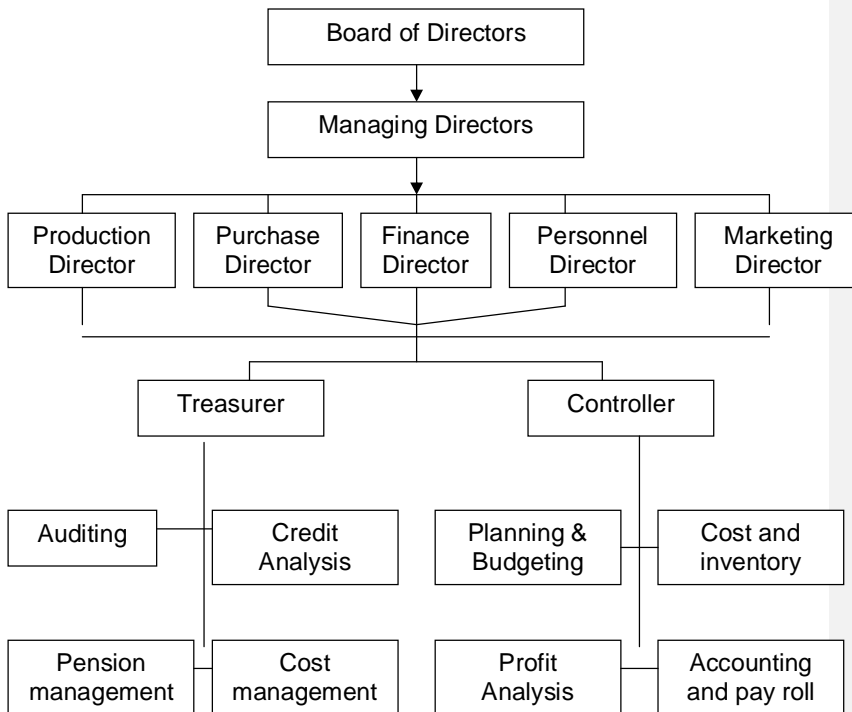 Board of Directors
Managing Directors
Production
Director
Purchase
Director
Finance
Director
Personnel
Director
Marketing
Director
Treasurer
Controller
Auditing
Credit
Analysis
Planning &
Budgeting
Cost and
inventory
Pension
management
Cost
management
Profit
Analysis
Accounting
and pay roll